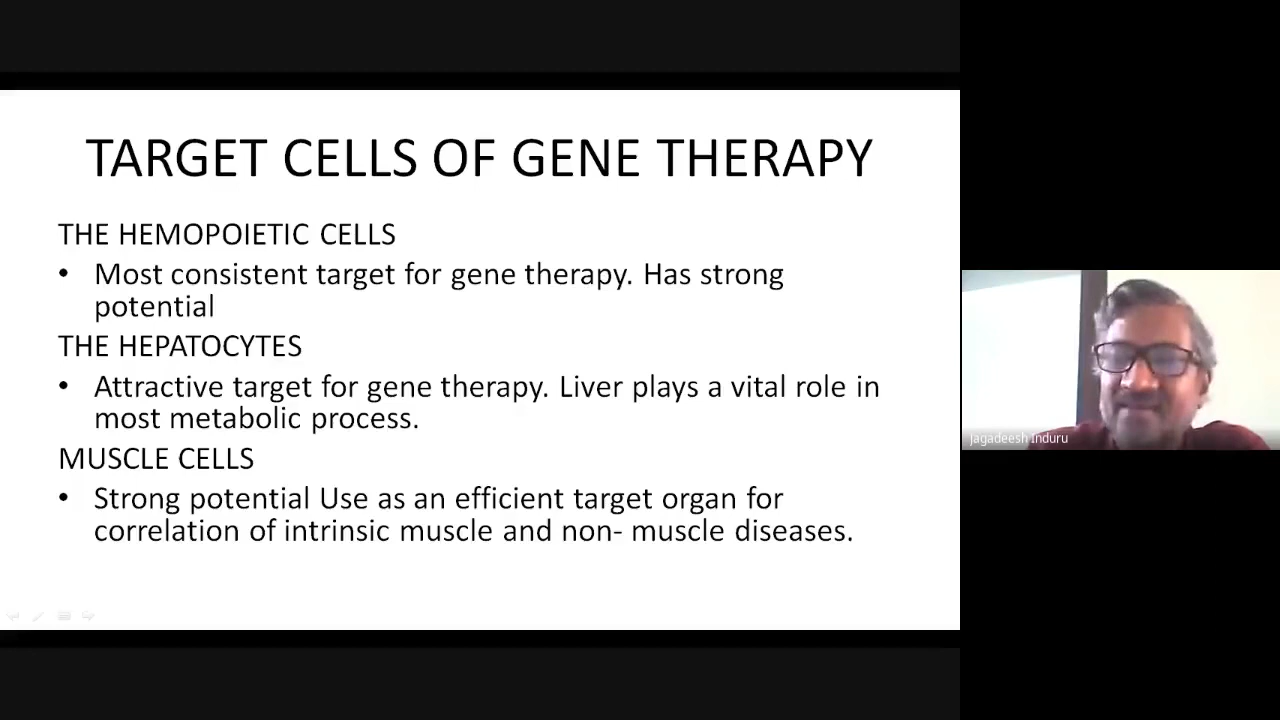 TARGET CELLS OF GENE THERAPY
THE HEMOPOIETIC CELLS
• Most consistent target for gene therapy. Has strong
potential
THE HEPATOCYTES
• Attractive target for gene therapy. Liver plays a vital role in
most metabolic process.
MUSCLE CELLS
• Strong potential Use as an efficient target organ for
correlation of intrinsic muscle and non- muscle diseases.
Jagadeesh Induru